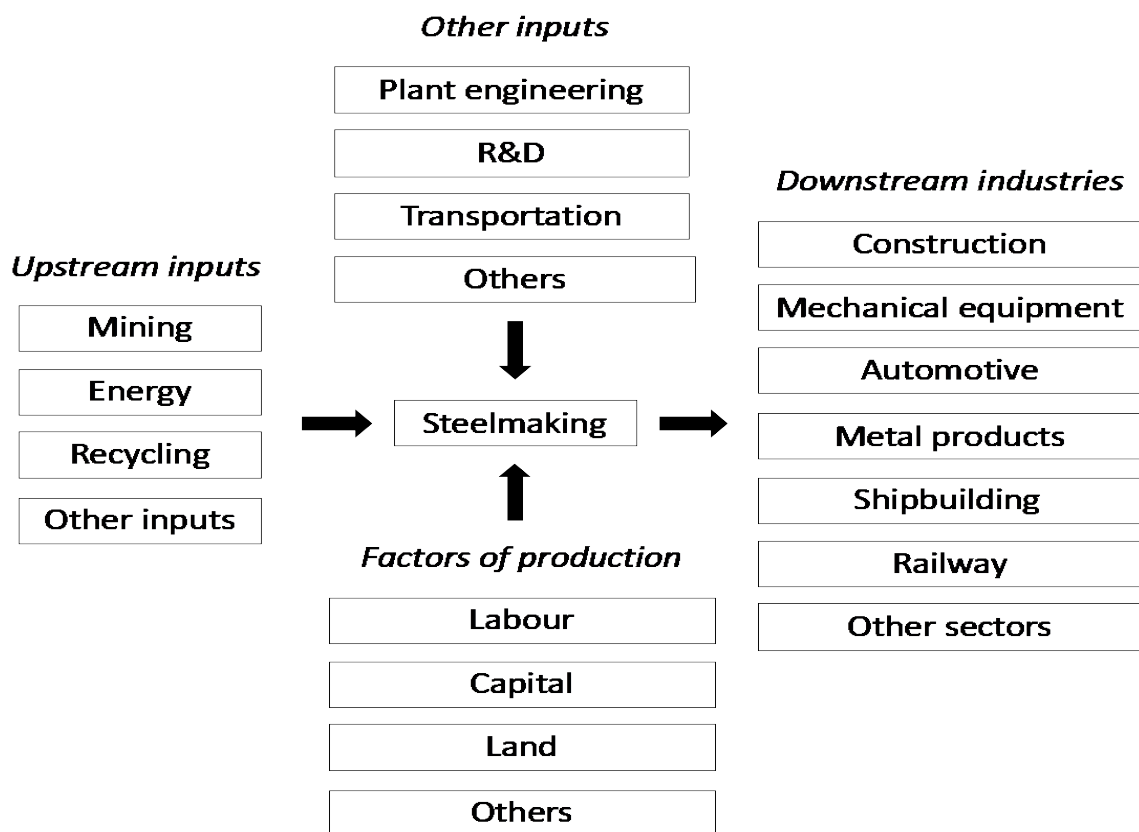 Other inputs
Plant engineering
R&D
Transportation
Others
Upstream inputs
Mining
Energy
Recycling
Other inputs
Steelmaking
Factors of production
Labour
Capital
Land
Others
Downstream industries
Construction
Mechanical equipment
Automotive
Metal products
Shipbuilding
Railway
Other sectors